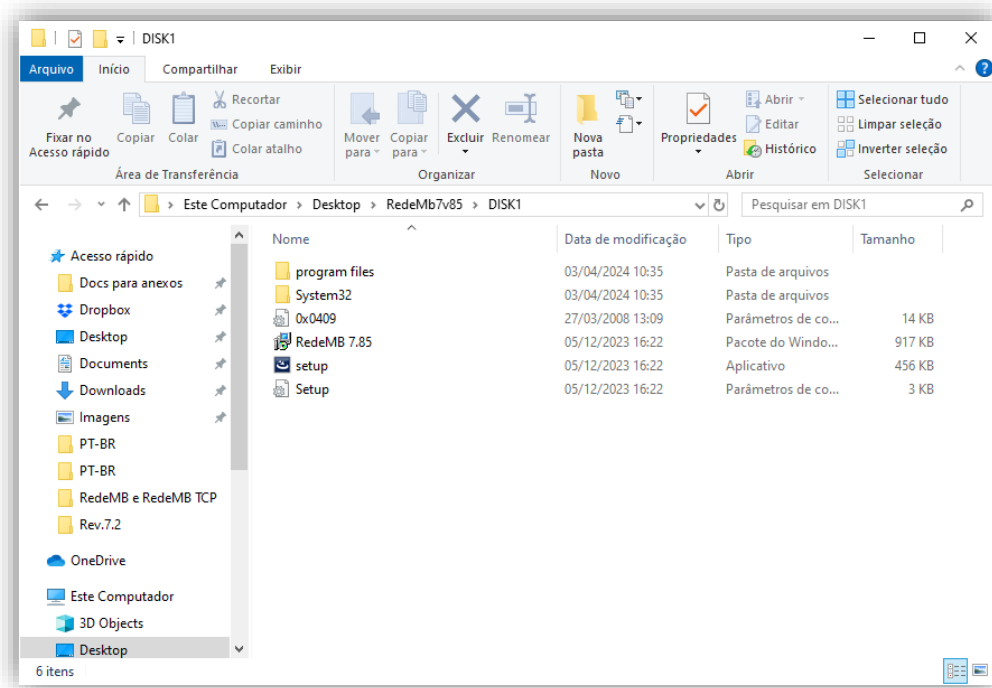 DISK1
Arquivo Início Compartilhar Exibir
Fixar no Acesso rápido
Copiar
Colar
Recortar
Copiar caminho
Colar atalho
Área de Transferência
Mover para
Copiar para
Excluir
Renomear
Organizar
Nova pasta
Novo
Propriedades
Abrir
Editar
Histórico
Abrir
Selecionar tudo
Limpar seleção
Inverter seleção
Selecionar
Este Computador > Desktop > RedeMb7v85 > DISK1
Pesquisar em DISK1
Nome Data de modificação Tipo Tamanho
program files 03/04/2024 10:35 Pasta de arquivos
System32 03/04/2024 10:35 Pasta de arquivos
0x0409 27/03/2008 13:09 Parâmetros de co... 14 KB
RedeMB 7.85 05/12/2023 16:22 Pacote do Windo... 917 KB
setup 05/12/2023 16:22 Aplicativo 456 KB
Setup 05/12/2023 16:22 Parâmetros de co... 3 KB
Acesso rápido
Docs para anexos
Dropbox
Desktop
Documents
Downloads
Imagens
PT-BR
PT-BR
RedeMB e RedeMB TCP
Rev.7.2
OneDrive
Este Computador
3D Objects
Desktop
6 itens